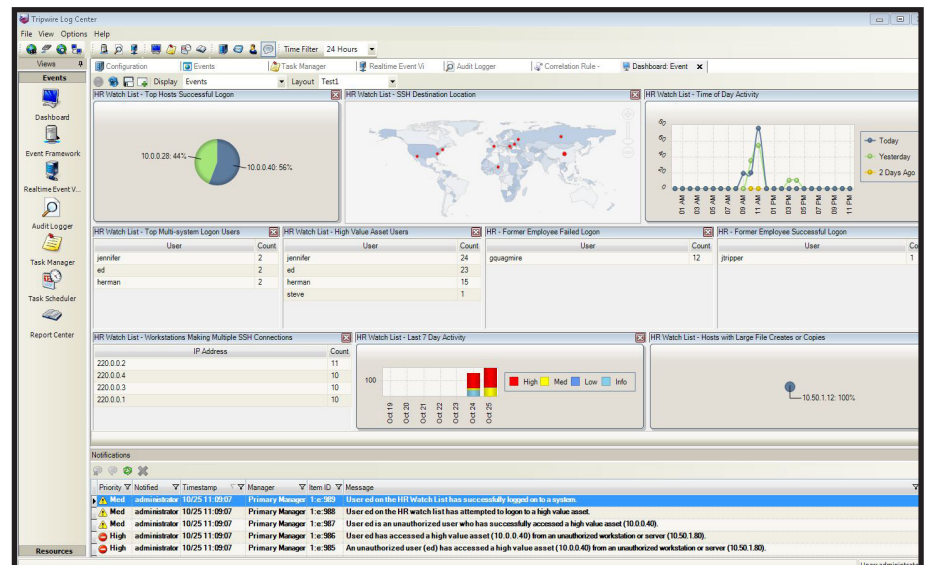 Tripwire Log Center
File View Options Help
Time Filter 24 Hours
Views
Configuration Events Task Manager Realtime Event Vi Audit Logger Correlation Rule - Dashboard: Event
Events
Display Events Layout Test1
Dashboard
Event Framework
Realtime Event V...
Audit Logger
Task Manager
Task Scheduler
Report Center
Resources
HR Watch List - Top Hosts Successful Logon
10.0.0.28: 44%
10.0.0.40: 56%
HR Watch List - SSH Destination Location
HR Watch List - Time of Day Activity
80
60
40
20
0
01 AM
03 AM
05 AM
07 AM
09 AM
11 AM
01 PM
03 PM
05 PM
07 PM
09 PM
11 PM
Today
Yesterday
2 Days Ago
HR Watch List - Top Multi-system Logon Users
User Count
jennifer 2
ed 2
herman 2
HR Watch List - High Value Asset Users
User Count
jennifer 24
ed 23
herman 15
steve 1
HR - Former Employee Failed Logon
User Count
gquagmire 12
HR - Former Employee Successful Logon
User Co
jtripper 1
HR Watch List - Workstations Making Multiple SSH Connections
IP Address Count
220.0.0.2 11
220.0.0.4 10
220.0.0.3 10
220.0.0.1 10
HR Watch List - Last 7 Day Activity
100
Oct 19
Oct 20
Oct 21
Oct 22
Oct 23
Oct 24
Oct 25
High Med Low Info
HR Watch List - Hosts with Large File Creates or Copies
10.50.1.12: 100%
Notifications
Priority Notified Timestamp Manager Item ID Message
Med administrator 10/25 11:09:07 Primary Manager 1:e:989 User ed on the HR Watch List has successfully logged on to a system.
Med administrator 10/25 11:09:07 Primary Manager 1:e:988 User ed on the HR watch list has attempted to logon to a high value asset.
Med administrator 10/25 11:09:07 Primary Manager 1:e:987 User ed is an unauthorized user who has successfully accessed a high value asset (10.0.0.40).
High administrator 10/25 11:09:07 Primary Manager 1:e:986 User ed has accessed a high value asset (10.0.0.40) from an unauthorized workstation or server (10.50.1.80).
High administrator 10/25 11:09:07 Primary Manager 1:e:985 An unauthorized user (ed) has accessed a high value asset (10.0.0.40) from an unauthorized workstation or server (10.50.1.80).